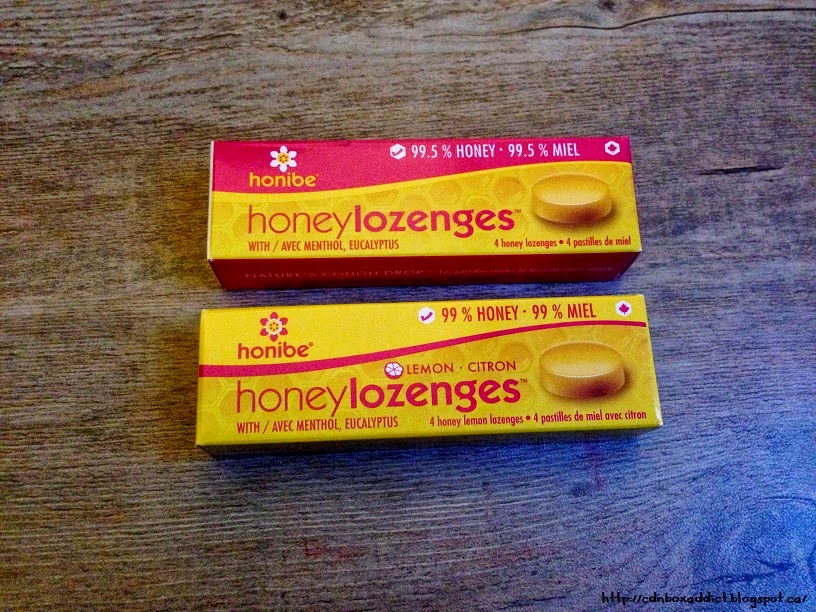 99.5 % HONEY · 99.5 % MIEL
honibe®
honeylozenges™
WITH / AVEC MENTHOL, EUCALYPTUS
4 honey lozenges • 4 pastilles de miel
NATURE'S COUGH DROP
99 % HONEY · 99 % MIEL
honibe®
LEMON · CITRON
honeylozenges™
WITH / AVEC MENTHOL, EUCALYPTUS
4 honey lemon lozenges • 4 pastilles de miel avec citron
http://cdnboxaddict.blogspot.ca/